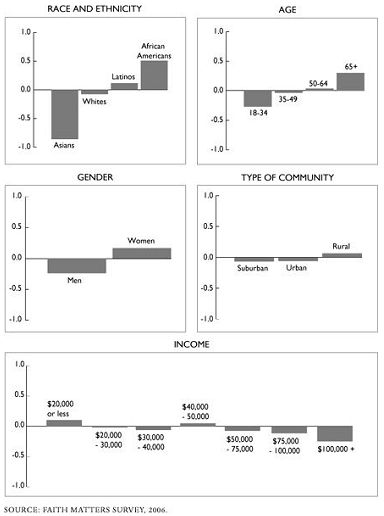 RACE AND ETHNICITY
1.0
0.5
0.0
-0.5
-1.0
Asians
Whites
Latinos
African
Americans
AGE
1.0
0.5
0.0
-0.5
-1.0
18-34
35-49
50-64
65+
GENDER
1.0
0.5
0.0
-0.5
-1.0
Men
Women
TYPE OF COMMUNITY
1.0
0.5
0.0
-0.5
-1.0
Suburban
Urban
Rural
INCOME
1.0
0.5
0.0
-0.5
-1.0
$20,000
or less
$20,000
- 30,000
$30,000
- 40,000
$40,000
- 50,000
$50,000
- 75,000
$75,000
- 100,000
$100,000 +
SOURCE: FAITH MATTERS SURVEY, 2006.